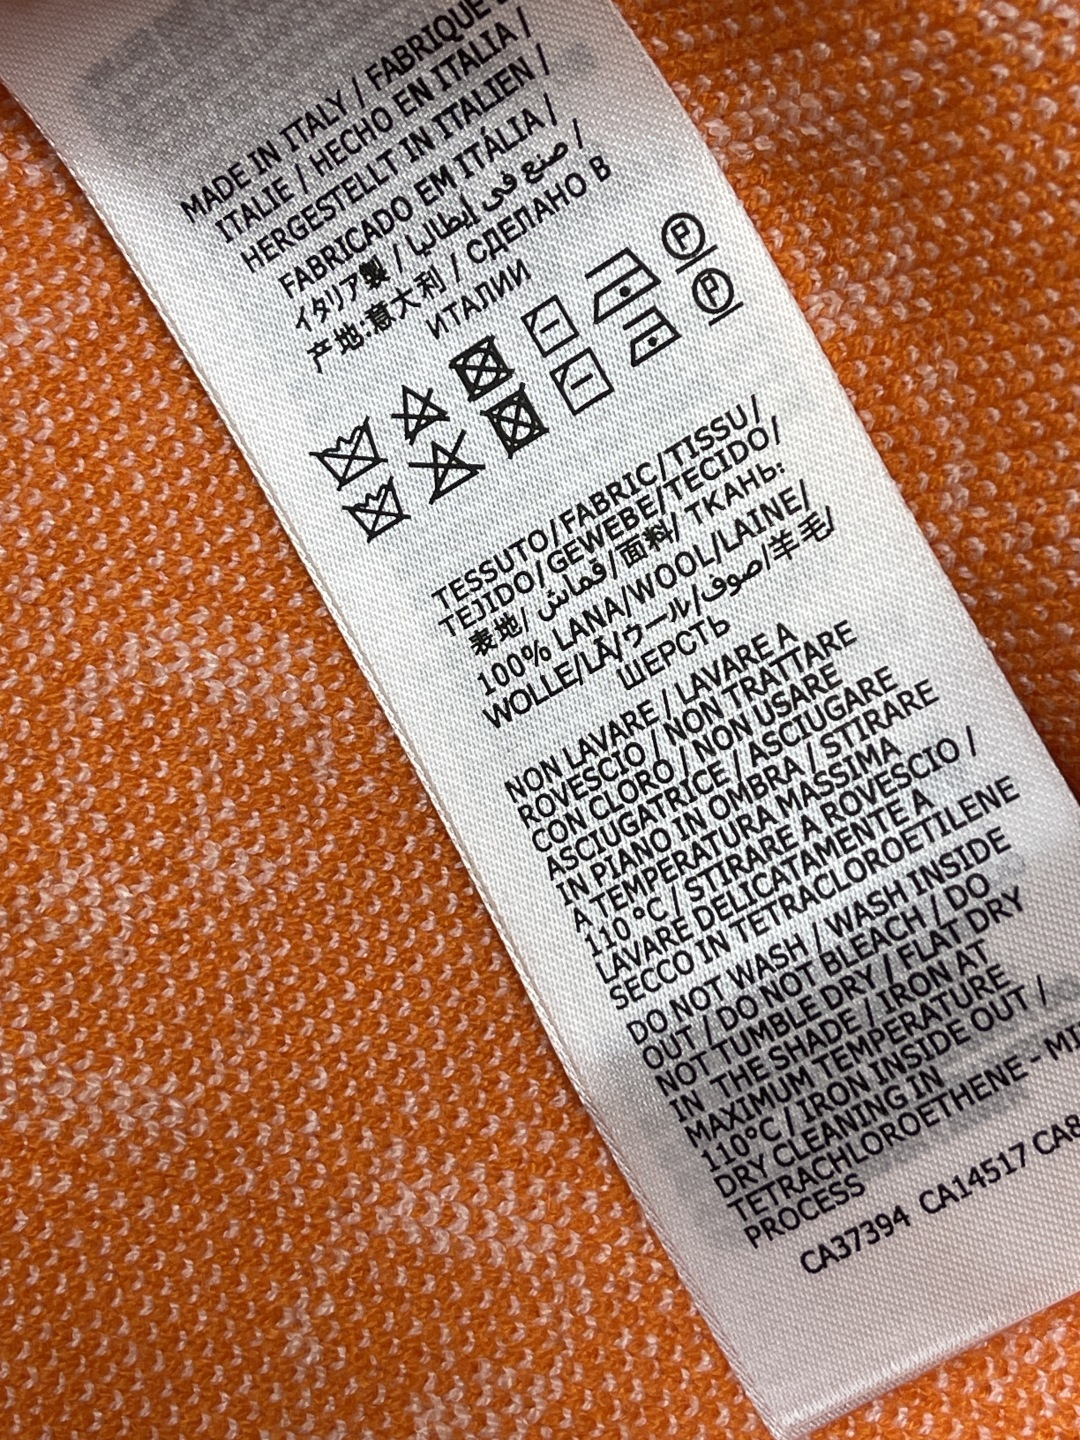 MADE IN ITALY / FABRIQUE
ITALIE / HECHO EN ITALIA /
HERGESTELLT IN ITALIEN /
FABRICADO EM ITÁLIA /
イタリア製 / صنع في إيطاليا /
产地:意大利 / СДЕЛАНО В
ИТАЛИИ
P
P
TESSUTO/FABRIC/TISSU/
TEJIDO/GEWEBE/TECIDO/
表地/ قماش/面料/ ТКАНЬ:
100% LANA/WOOL/LAINE/
WOLLE/LÃ/ウール/صوف/羊毛/
ШЕРСТЬ
NON LAVARE / LAVARE A
ROVESCIO / NON TRATTARE
CON CLORO / NON USARE
ASCIUGATRICE / ASCIUGARE
IN PIANO IN OMBRA / STIRARE
A TEMPERATURA MASSIMA
110°C / STIRARE A ROVESCIO /
LAVARE DELICATAMENTE A
SECCO IN TETRACLOROETILENE
DO NOT WASH / WASH INSIDE
OUT / DO NOT BLEACH / DO
NOT TUMBLE DRY / FLAT DRY
IN THE SHADE / IRON AT
MAXIMUM TEMPERATURE
110°C / IRON INSIDE OUT /
DRY CLEANING IN
TETRACHLOROETHENE -
PROCESS
CA37394 CA14517